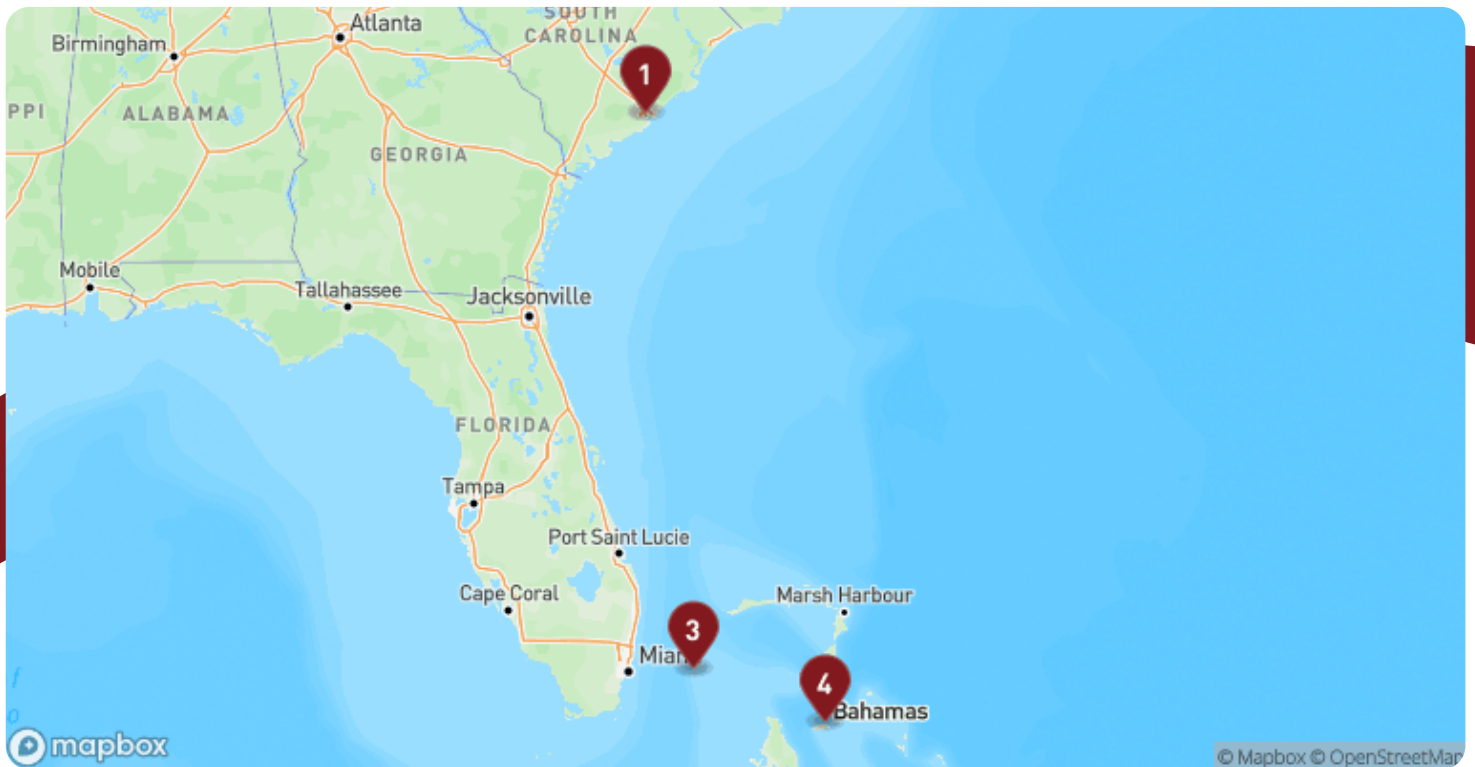 SOUTH
CAROLINA
Atlanta
Birmingham
1
PPI
ALABAMA
GEORGIA
Mobile
Tallahassee
Jacksonville
FLORIDA
Tampa
Port Saint Lucie
Cape Coral
Marsh Harbour
3
Miam
4
Bahamas
f
o
mapbox
© Mapbox © OpenStreetMap